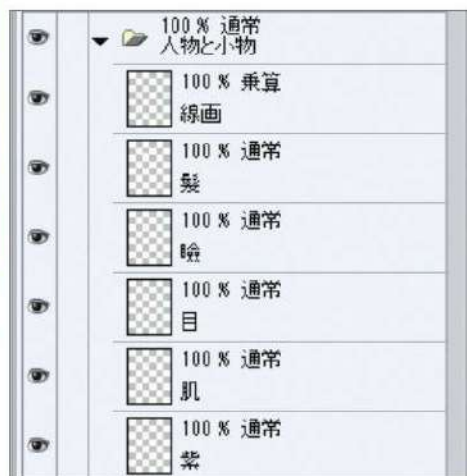 100 % 通常
人物と小物
100 % 乗算
線画
100 % 通常
髪
100 % 通常
瞼
100 % 通常
目
100 % 通常
肌
100 % 通常
紫